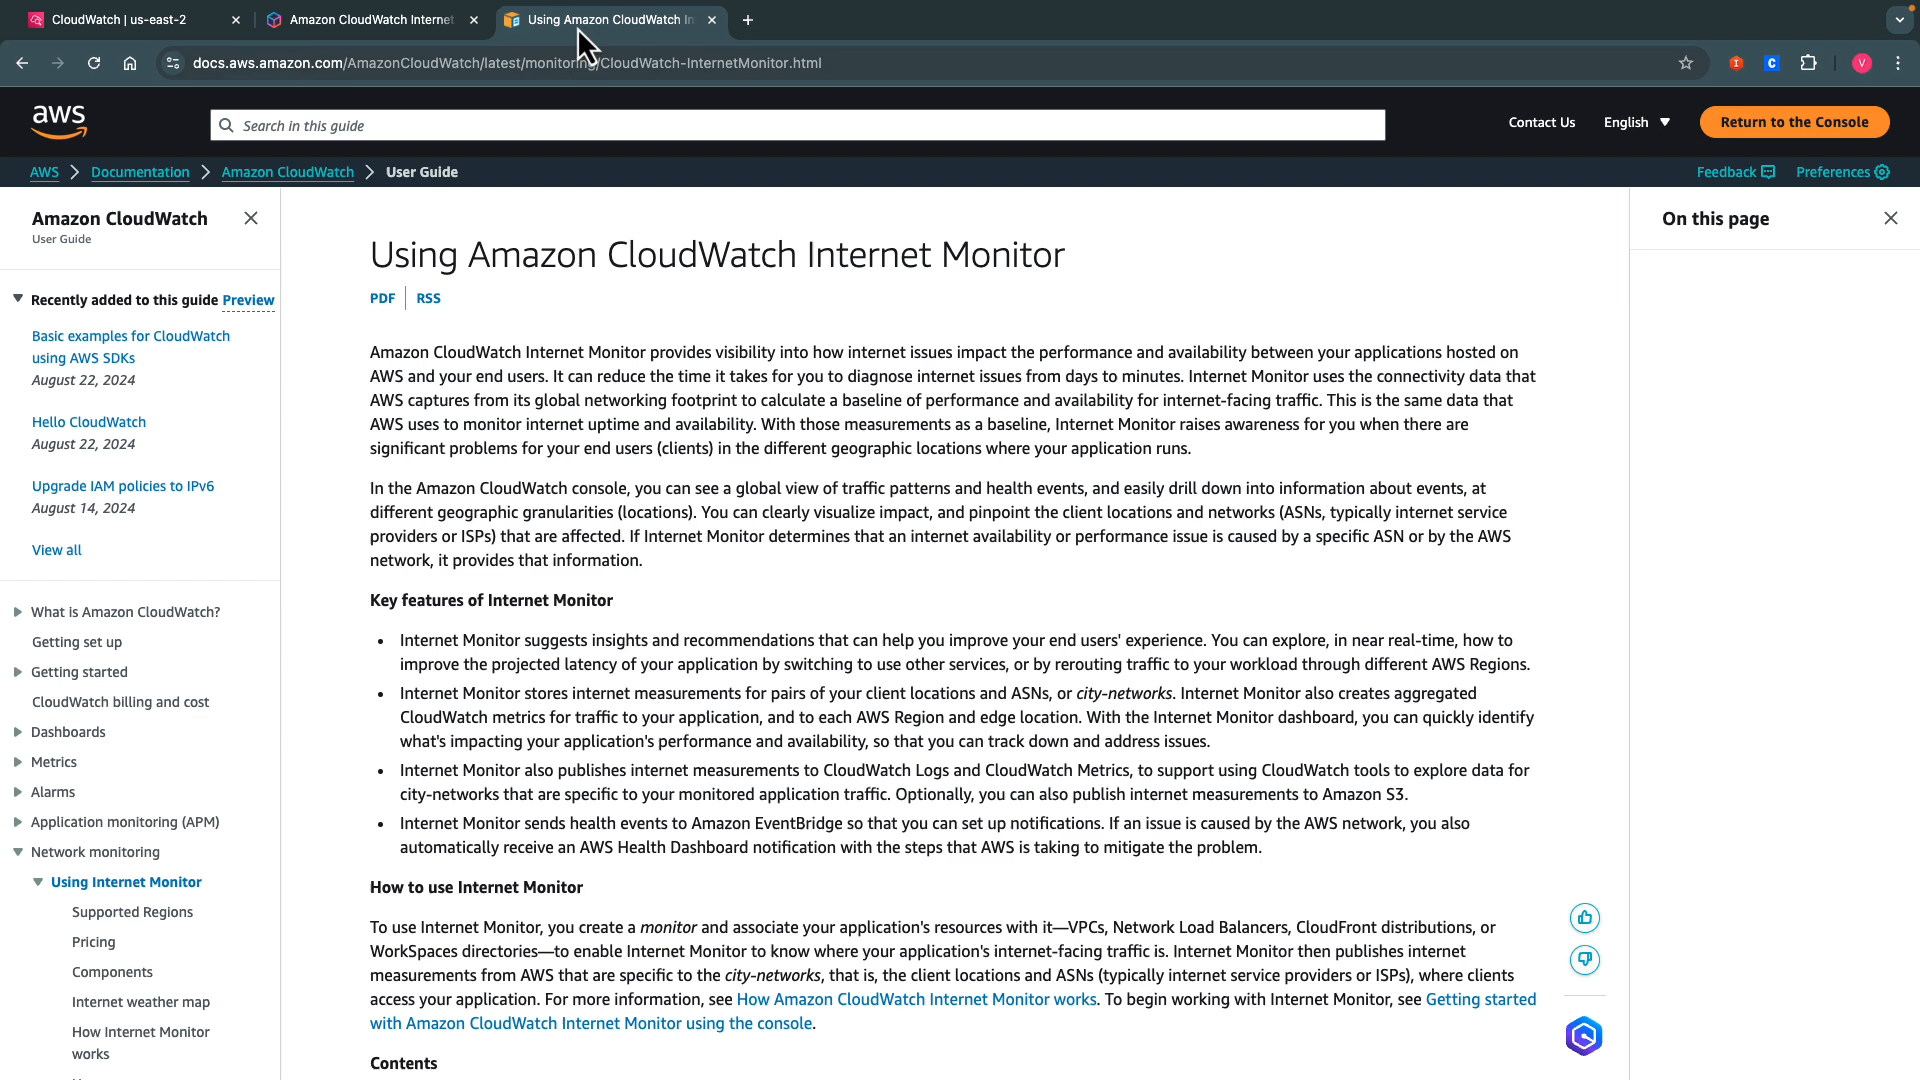 CloudWatch | us-east-2
Amazon CloudWatch Internet
Using Amazon CloudWatch In
docs.aws.amazon.com/AmazonCloudWatch/latest/monitoring/CloudWatch-InternetMonitor.html
V
aws
Search in this guide
Contact Us
English
Return to the Console
AWS
Documentation
Amazon CloudWatch
User Guide
Feedback
Preferences
Amazon CloudWatch
User Guide
Recently added to this guide Preview
Basic examples for CloudWatch
using AWS SDKs
August 22, 2024
Hello CloudWatch
August 22, 2024
Upgrade IAM policies to IPv6
August 14, 2024
View all
What is Amazon CloudWatch?
Getting set up
Getting started
CloudWatch billing and cost
Dashboards
Metrics
Alarms
Application monitoring (APM)
Network monitoring
Using Internet Monitor
Supported Regions
Pricing
Components
Internet weather map
How Internet Monitor
works
Using Amazon CloudWatch Internet Monitor
PDF
RSS
Amazon CloudWatch Internet Monitor provides visibility into how internet issues impact the performance and availability between your applications hosted on
AWS and your end users. It can reduce the time it takes for you to diagnose internet issues from days to minutes. Internet Monitor uses the connectivity data that
AWS captures from its global networking footprint to calculate a baseline of performance and availability for internet-facing traffic. This is the same data that
AWS uses to monitor internet uptime and availability. With those measurements as a baseline, Internet Monitor raises awareness for you when there are
significant problems for your end users (clients) in the different geographic locations where your application runs.
In the Amazon CloudWatch console, you can see a global view of traffic patterns and health events, and easily drill down into information about events, at
different geographic granularities (locations). You can clearly visualize impact, and pinpoint the client locations and networks (ASNs, typically internet service
providers or ISPs) that are affected. If Internet Monitor determines that an internet availability or performance issue is caused by a specific ASN or by the AWS
network, it provides that information.
Key features of Internet Monitor
• Internet Monitor suggests insights and recommendations that can help you improve your end users' experience. You can explore, in near real-time, how to
improve the projected latency of your application by switching to use other services, or by rerouting traffic to your workload through different AWS Regions.
• Internet Monitor stores internet measurements for pairs of your client locations and ASNs, or city-networks. Internet Monitor also creates aggregated
CloudWatch metrics for traffic to your application, and to each AWS Region and edge location. With the Internet Monitor dashboard, you can quickly identify
what's impacting your application's performance and availability, so that you can track down and address issues.
• Internet Monitor also publishes internet measurements to CloudWatch Logs and CloudWatch Metrics, to support using CloudWatch tools to explore data for
city-networks that are specific to your monitored application traffic. Optionally, you can also publish internet measurements to Amazon S3.
• Internet Monitor sends health events to Amazon EventBridge so that you can set up notifications. If an issue is caused by the AWS network, you also
automatically receive an AWS Health Dashboard notification with the steps that AWS is taking to mitigate the problem.
How to use Internet Monitor
To use Internet Monitor, you create a monitor and associate your application's resources with it—VPCs, Network Load Balancers, CloudFront distributions, or
WorkSpaces directories—to enable Internet Monitor to know where your application's internet-facing traffic is. Internet Monitor then publishes internet
measurements from AWS that are specific to the city-networks, that is, the client locations and ASNs (typically internet service providers or ISPs), where clients
access your application. For more information, see How Amazon CloudWatch Internet Monitor works. To begin working with Internet Monitor, see Getting started
with Amazon CloudWatch Internet Monitor using the console.
Contents
On this page